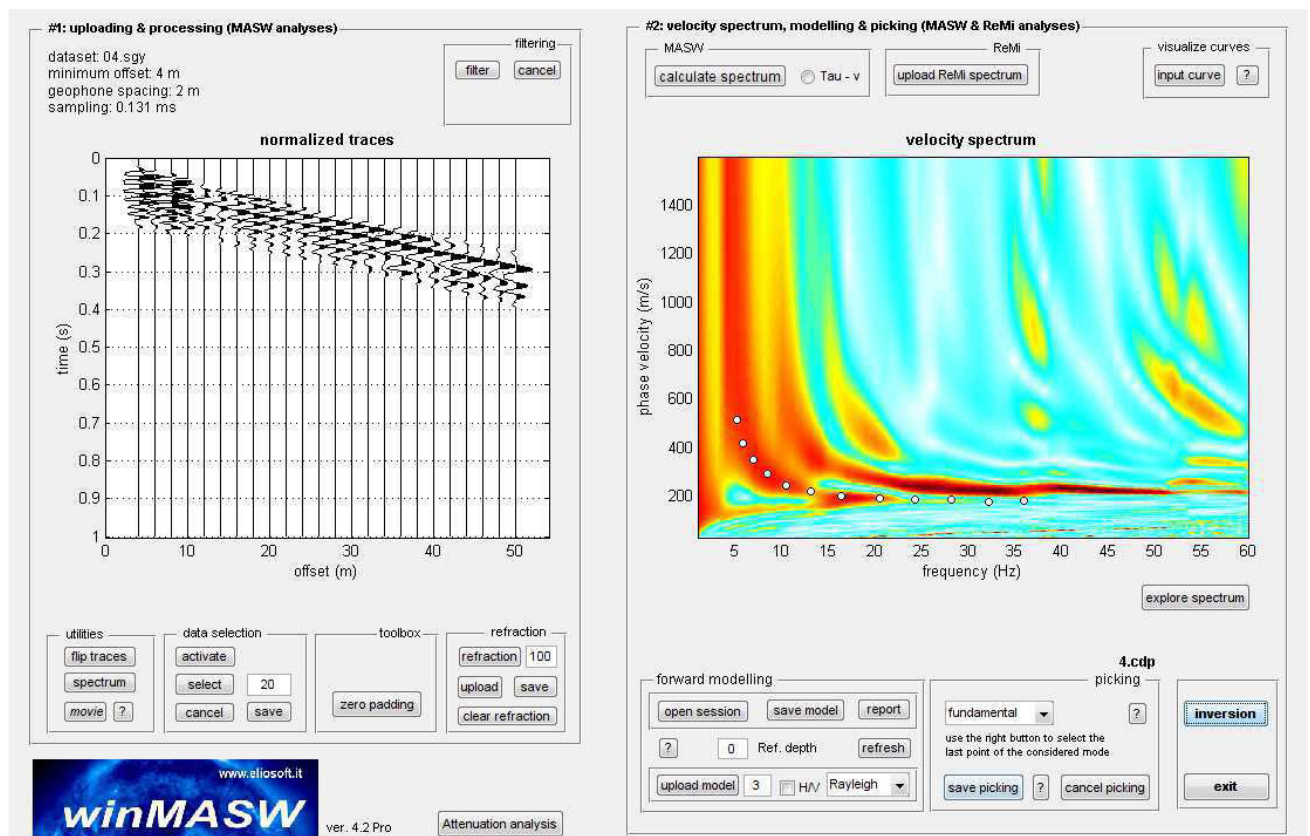 #1: uploading & processing (MASW analyses)
dataset: 04.sgy
minimum offset: 4 m
geophone spacing: 2 m
sampling: 0.131 ms
filtering
filter
cancel
normalized traces
0
0.1
0.2
0.3
0.4
0.5
0.6
0.7
0.8
0.9
1
time (s)
0 10 20 30 40 50
offset (m)
utilities
flip traces
spectrum
movie ?
data selection
activate
select 20
cancel save
toolbox
zero padding
refraction
refraction 100
upload save
clear refraction
www.eliosoft.it
winMASW
ver. 4.2 Pro
Attenuation analysis
#2: velocity spectrum, modelling & picking (MASW & ReMi analyses)
MASW
calculate spectrum Tau - v
ReMi
upload ReMi spectrum
visualize curves
input curve ?
velocity spectrum
1400
1200
1000
800
600
400
200
phase velocity (m/s)
5 10 15 20 25 30 35 40 45 50 55 60
frequency (Hz)
explore spectrum
4.cdp
forward modelling
open session save model report
? 0 Ref. depth refresh
upload model 3 H/V Rayleigh
picking
fundamental ?
use the right button to select the
last point of the considered mode
save picking ? cancel picking
inversion
exit